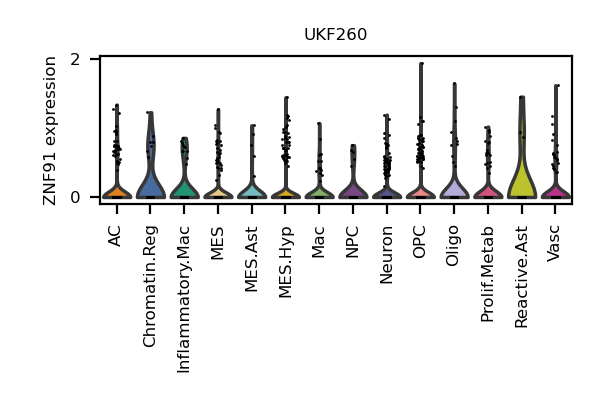 UKF260
ZNF91 expression
2
0
AC
Chromatin.Reg
Inflammatory.Mac
MES
MES.Ast
MES.Hyp
Mac
NPC
Neuron
OPC
Oligo
Prolif.Metab
Reactive.Ast
Vasc